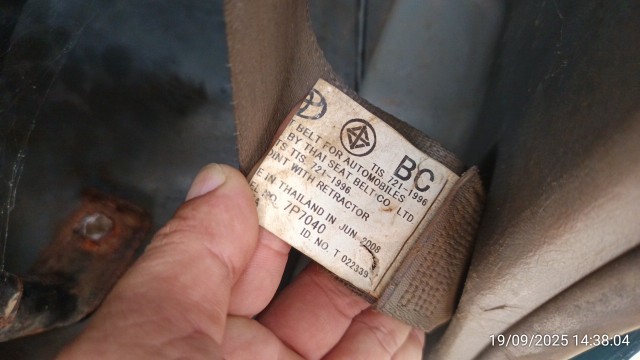 BC
TIS 721-1996
BELT FOR AUTOMOBILES
BY THAI SEAT BELT CO., LTD
TIS 721-1996
WITH RETRACTOR
IN THAILAND IN JUN. 2008
NO. 7P7040
ID. NO. T 022339
19/09/2025 14:38:04